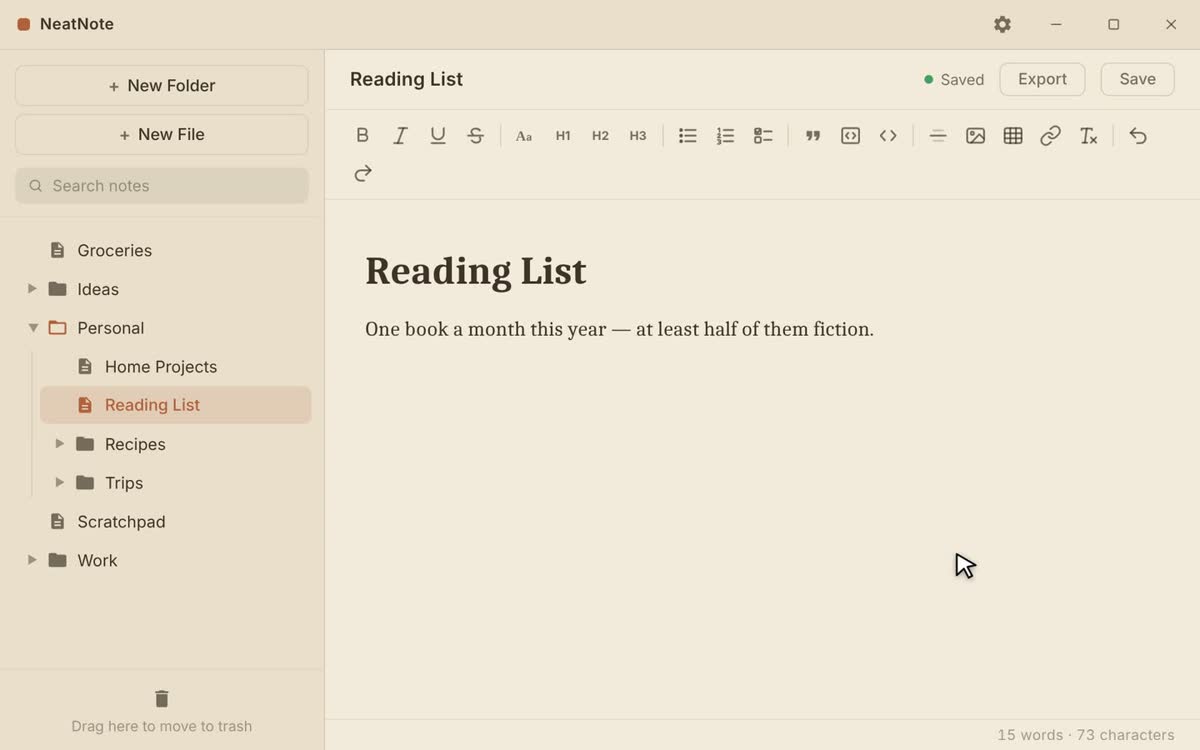 NeatNote
+ New Folder
+ New File
Search notes
Groceries
Ideas
Personal
Home Projects
Reading List
Recipes
Trips
Scratchpad
Work
Drag here to move to trash
Reading List
Saved
Export
Save
B I U S Aa H1 H2 H3
Reading List
One book a month this year — at least half of them fiction.
15 words · 73 characters